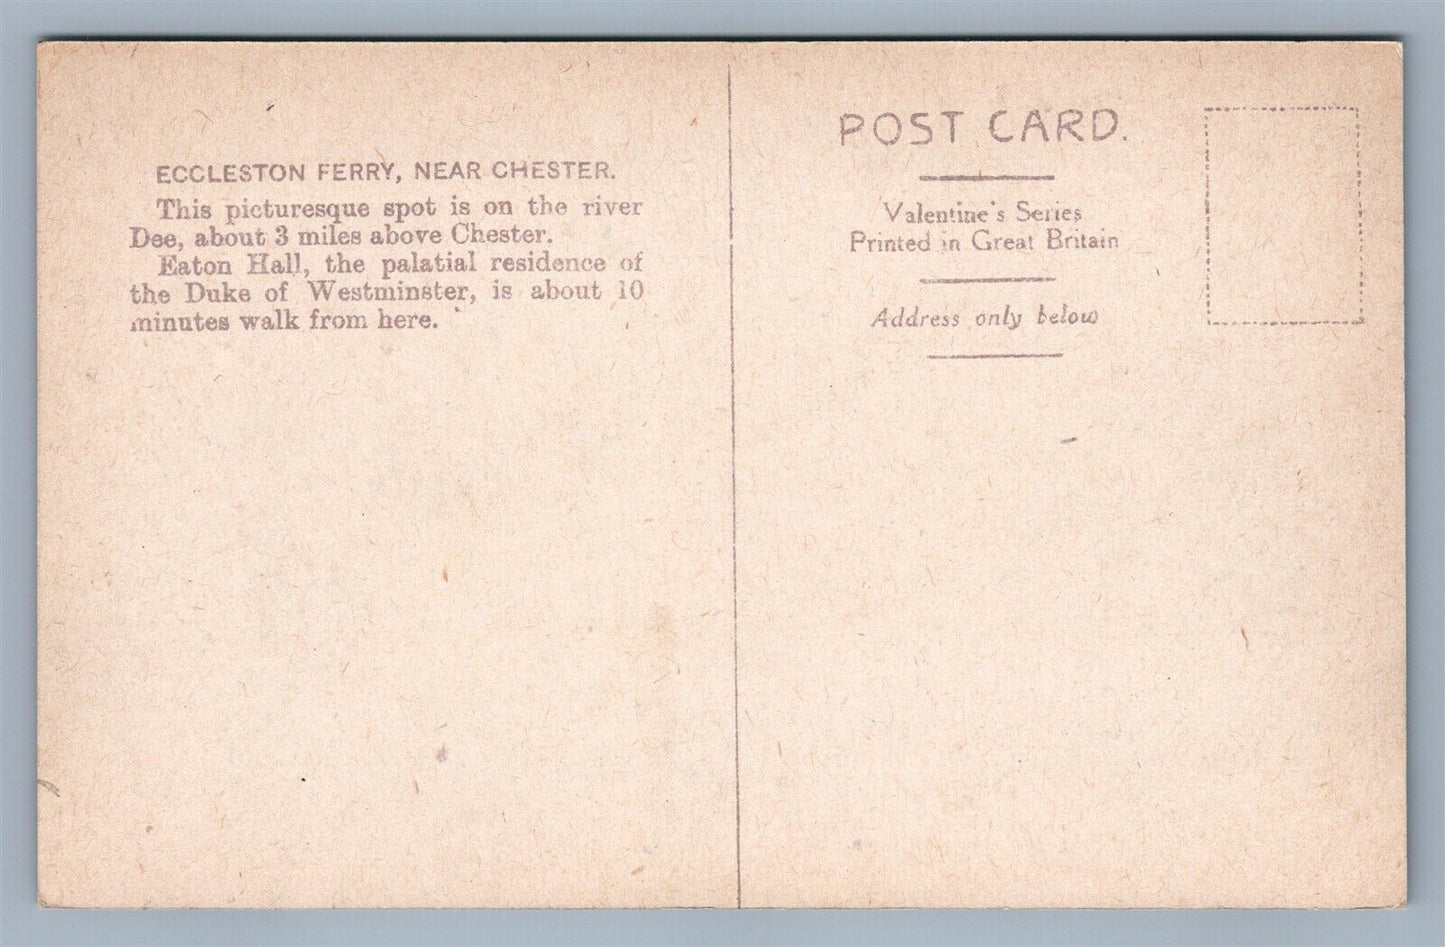 ECCLESTON FERRY, NEAR CHESTER.
This picturesque spot is on the river
Dee, about 3 miles above Chester.
Eaton Hall, the palatial residence of
the Duke of Westminster, is about 10
minutes walk from here.
POST CARD.
Valentine's Series
Printed in Great Britain
Address only below